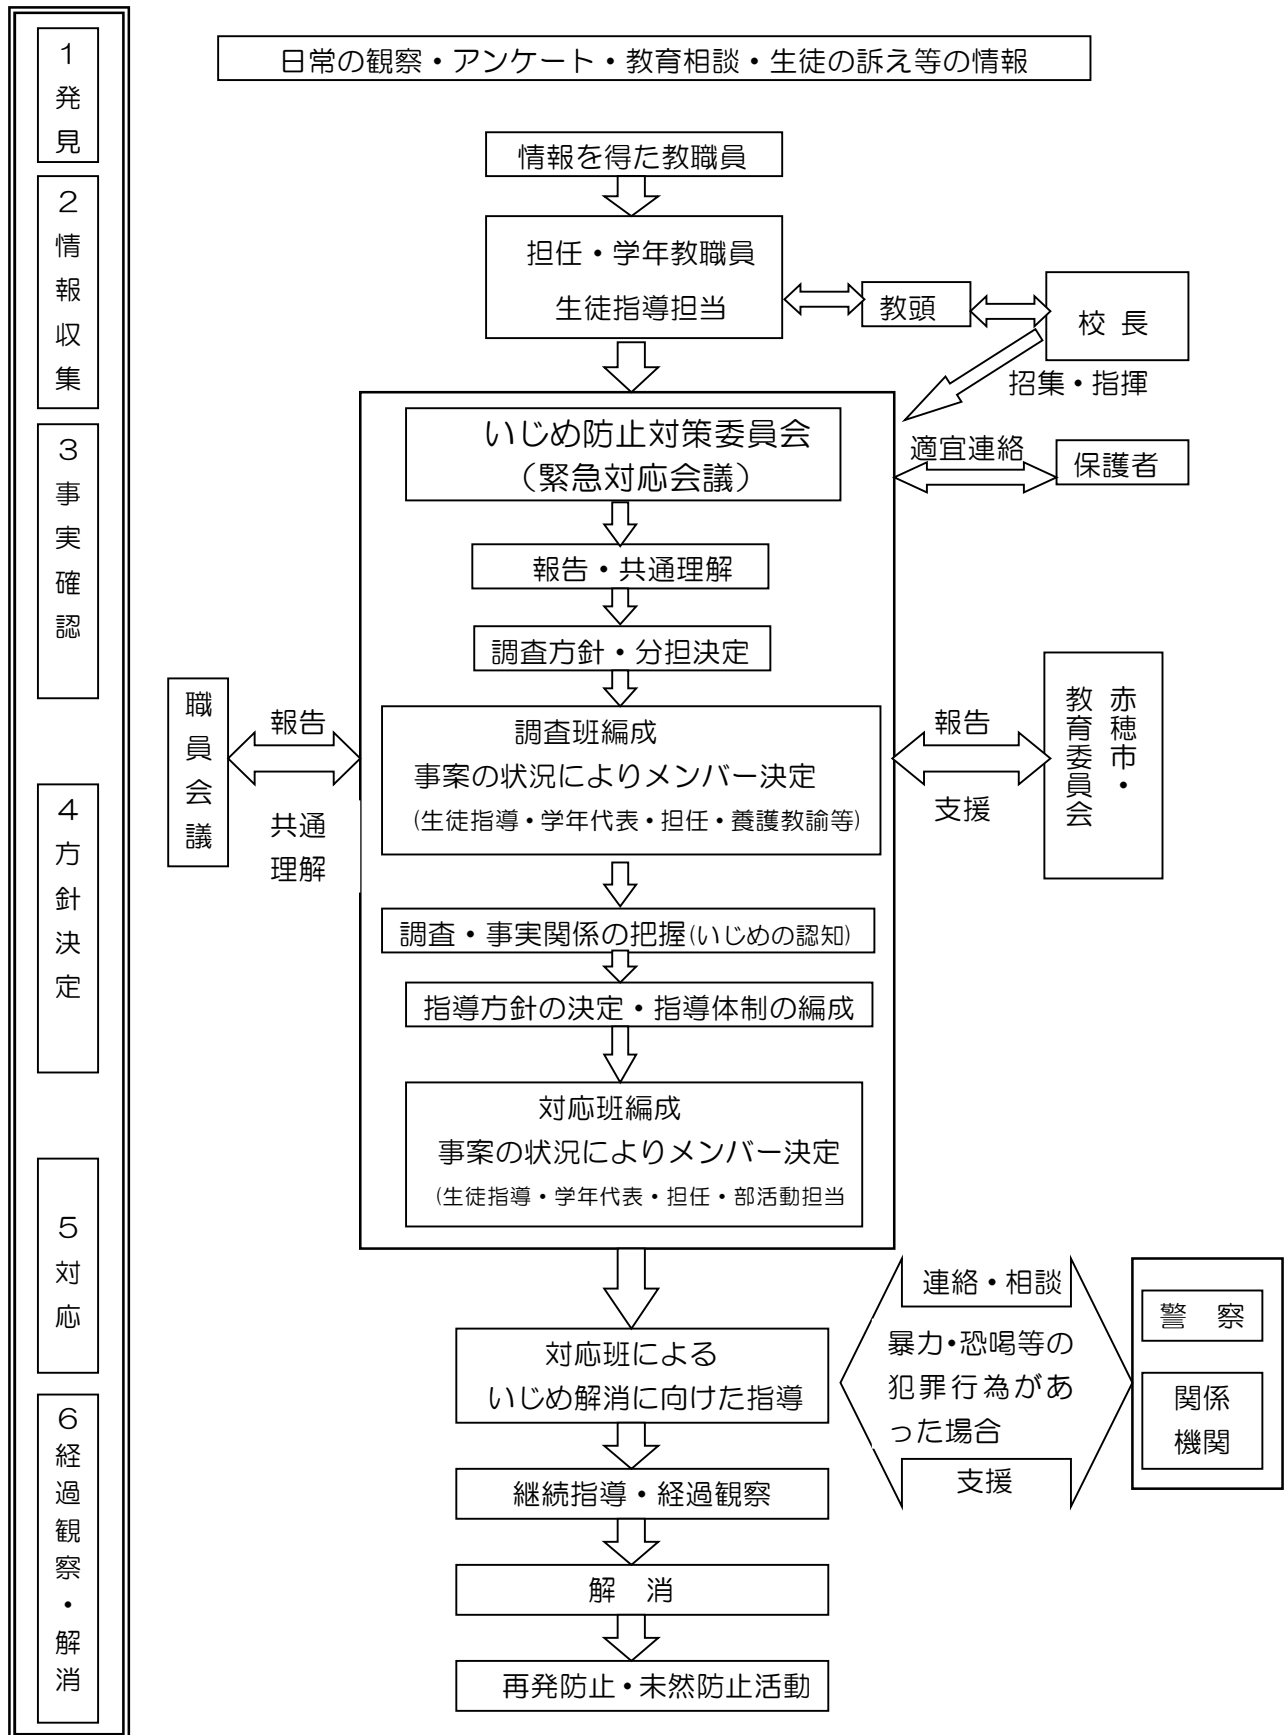 1発見
2情報収集
3事実確認
4方針決定
5対応
6経過観察・解消
日常の観察・アンケート・教育相談・生徒の訴え等の情報
情報を得た教職員
担任・学年教職員
生徒指導担当
教頭
校長
招集・指揮
いじめ防止対策委員会
（緊急対応会議）
適宜連絡
保護者
報告・共通理解
調査方針・分担決定
職員会議
報告
共通
理解
調査班編成
事案の状況によりメンバー決定
(生徒指導・学年代表・担任・養護教諭等)
報告
支援
赤穂市・
教育委員会
調査・事実関係の把握(いじめの認知)
指導方針の決定・指導体制の編成
対応班編成
事案の状況によりメンバー決定
(生徒指導・学年代表・担任・部活動担当
対応班による
いじめ解消に向けた指導
連絡・相談
暴力・恐喝等の
犯罪行為があ
った場合
支援
警　察
関係
機関
継続指導・経過観察
解　消
再発防止・未然防止活動